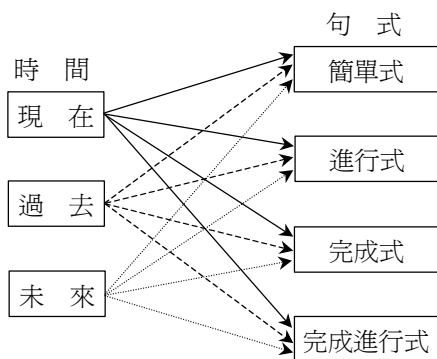 句 式
時 間
簡單式
現 在
進行式
過 去
完成式
未 來
完成進行式